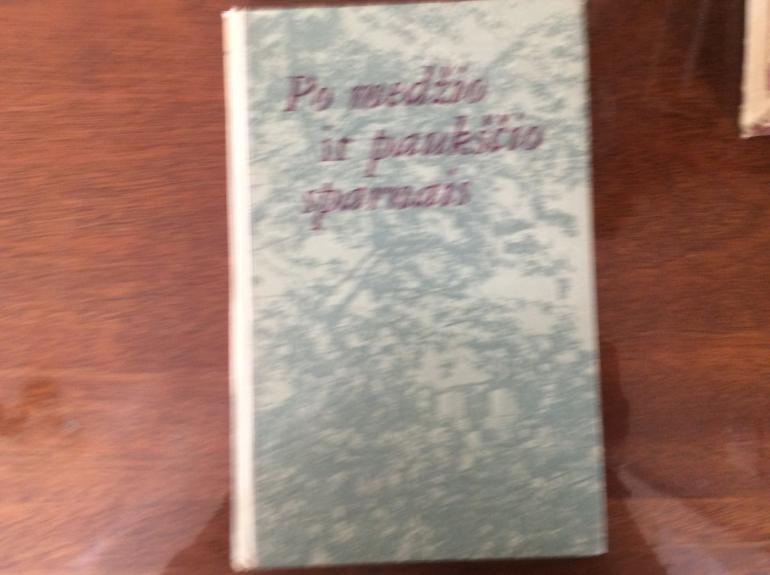 Po medžio
ir paukščio
sparnais